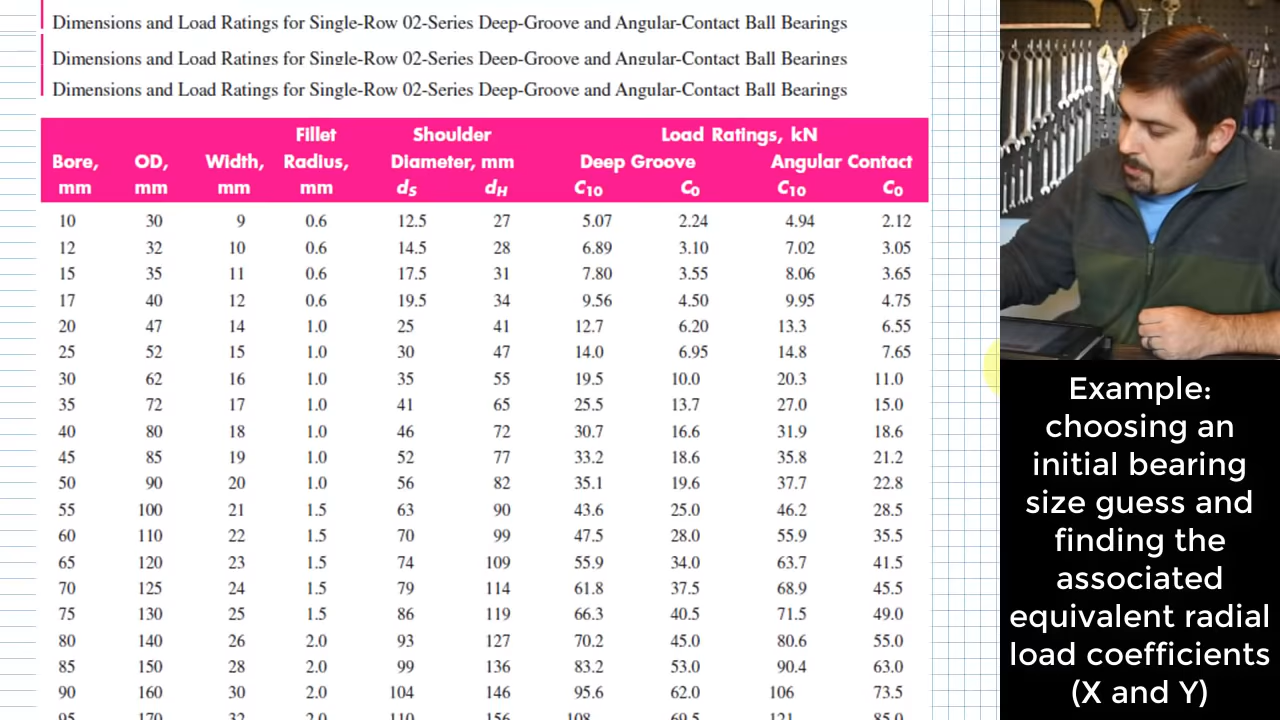 Dimensions and Load Ratings for Single-Row 02-Series Deep-Groove and Angular-Contact Ball Bearings
Dimensions and Load Ratings for Single-Row 02-Series Deep-Groove and Angular-Contact Ball Bearings
Dimensions and Load Ratings for Single-Row 02-Series Deep-Groove and Angular-Contact Ball Bearings
Fillet Shoulder Load Ratings, kN
Bore, OD, Width, Radius, Diameter, mm Deep Groove Angular Contact
mm mm mm mm dS dH C10 C0 C10 C0
10 30 9 0.6 12.5 27 5.07 2.24 4.94 2.12
12 32 10 0.6 14.5 28 6.89 3.10 7.02 3.05
15 35 11 0.6 17.5 31 7.80 3.55 8.06 3.65
17 40 12 0.6 19.5 34 9.56 4.50 9.95 4.75
20 47 14 1.0 25 41 12.7 6.20 13.3 6.55
25 52 15 1.0 30 47 14.0 6.95 14.8 7.65
30 62 16 1.0 35 55 19.5 10.0 20.3 11.0
35 72 17 1.0 41 65 25.5 13.7 27.0 15.0
40 80 18 1.0 46 72 30.7 16.6 31.9 18.6
45 85 19 1.0 52 77 33.2 18.6 35.8 21.2
50 90 20 1.0 56 82 35.1 19.6 37.7 22.8
55 100 21 1.5 63 90 43.6 25.0 46.2 28.5
60 110 22 1.5 70 99 47.5 28.0 55.9 35.5
65 120 23 1.5 74 109 55.9 34.0 63.7 41.5
70 125 24 1.5 79 114 61.8 37.5 68.9 45.5
75 130 25 1.5 86 119 66.3 40.5 71.5 49.0
80 140 26 2.0 93 127 70.2 45.0 80.6 55.0
85 150 28 2.0 99 136 83.2 53.0 90.4 63.0
90 160 30 2.0 104 146 95.6 62.0 106 73.5
95 170 32 2.0 110 156 108 69.5 121 85.0
Example:
choosing an
initial bearing
size guess and
finding the
associated
equivalent radial
load coefficients
(X and Y)